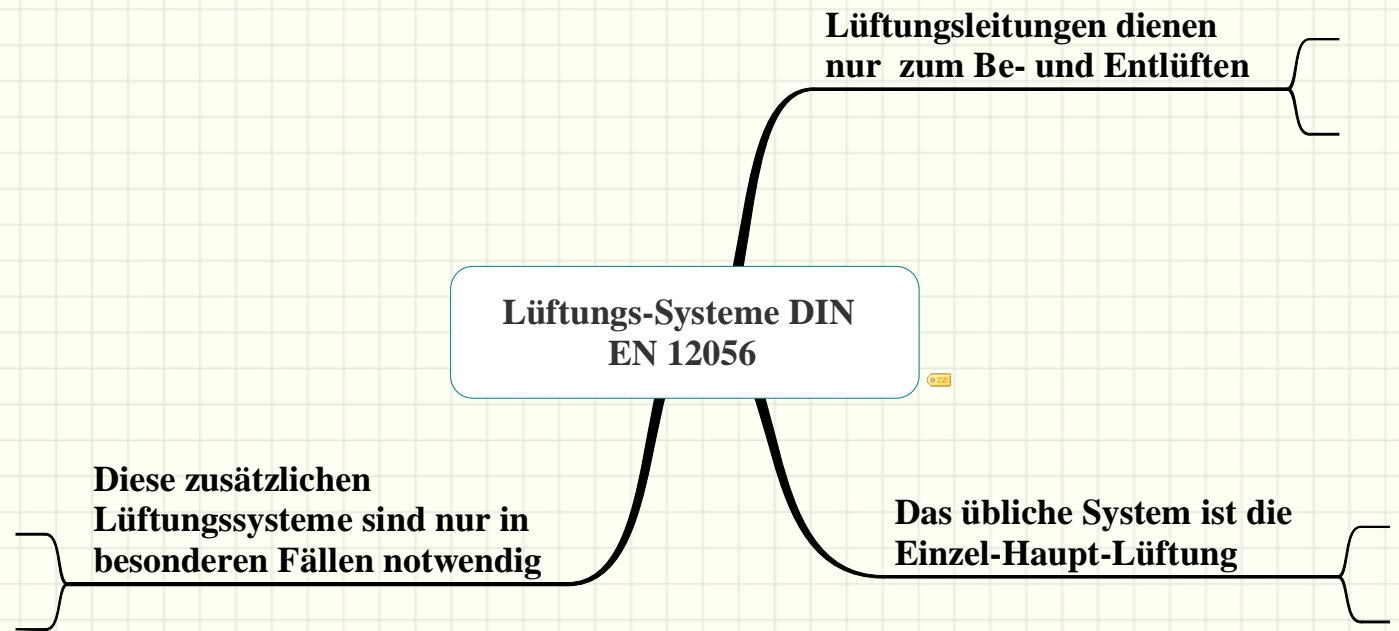 Lüftungsleitungen dienen
nur  zum Be- und Entlüften
Lüftungs-Systeme DIN
EN 12056
Diese zusätzlichen
Lüftungssysteme sind nur in
besonderen Fällen notwendig
Das übliche System ist die
Einzel-Haupt-Lüftung